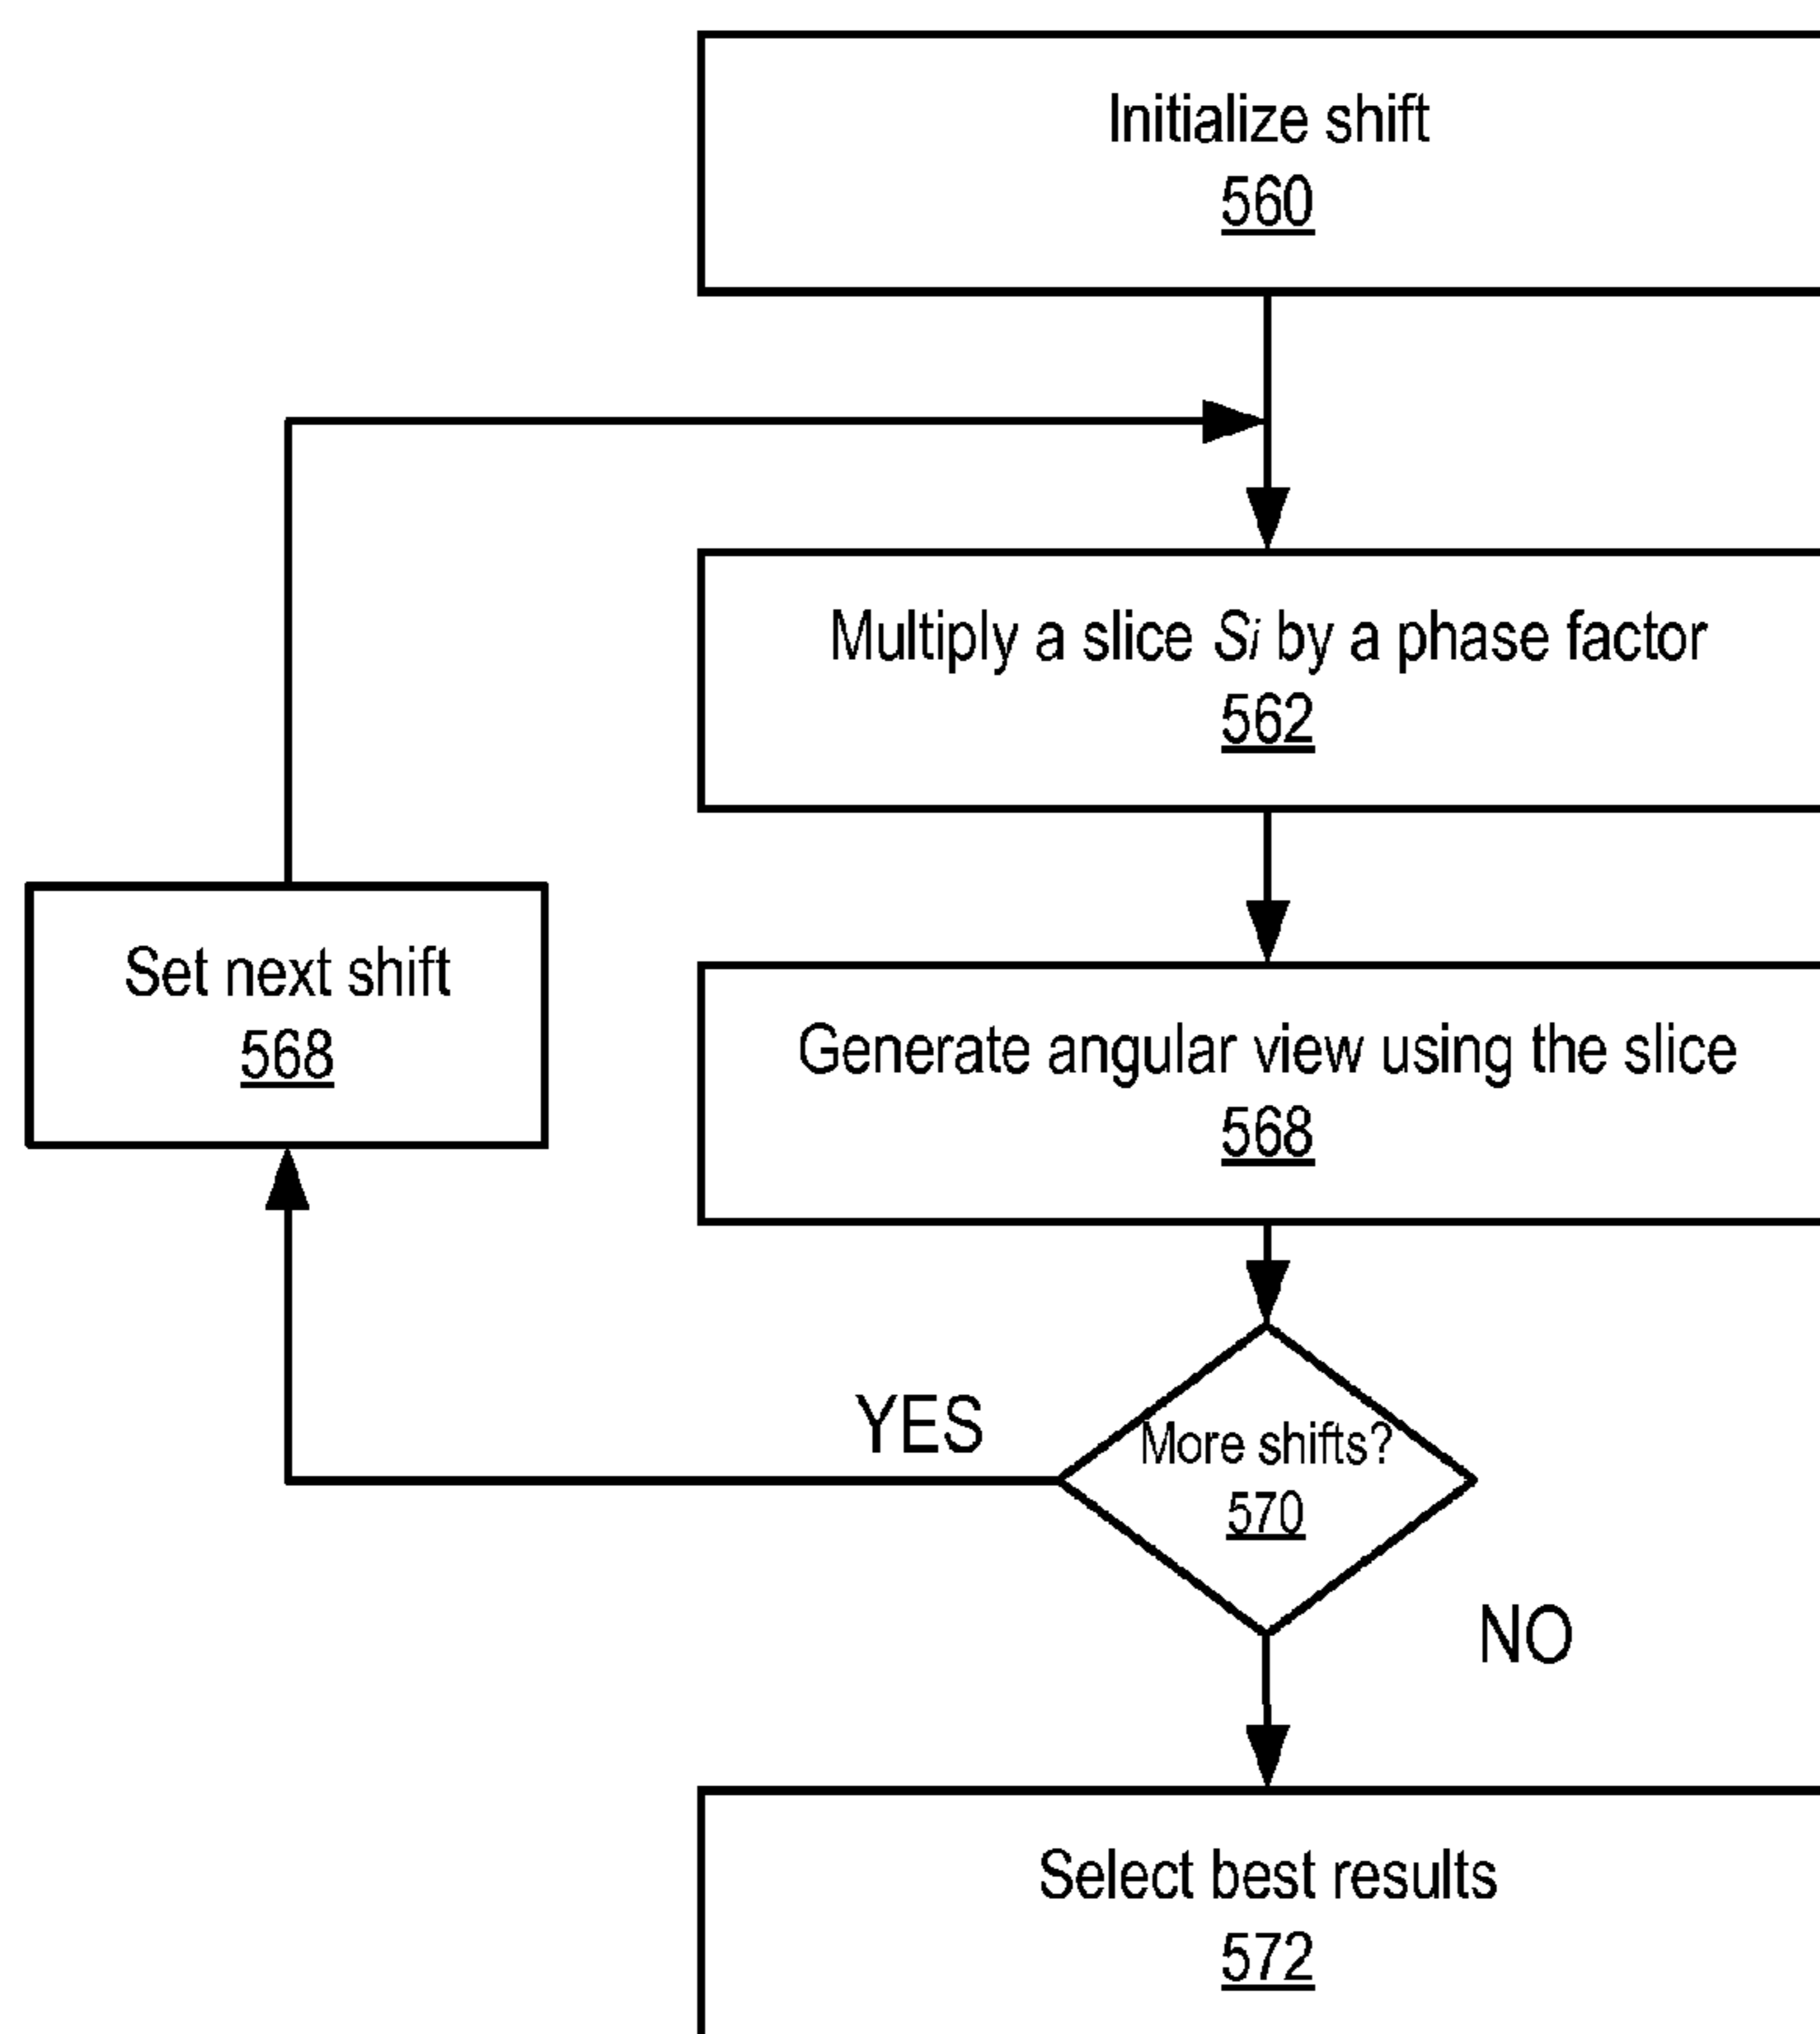 Initialize shift
560
Multiply a slice Si by a phase factor
562
Set next shift
568
Generate angular view using the slice
568
YES
More shifts?
570
NO
Select best results
572